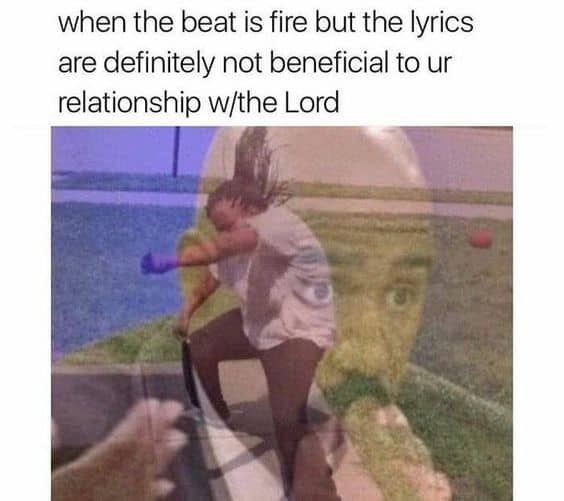 when the beat is fire but the lyrics
are definitely not beneficial to ur
relationship w/the Lord